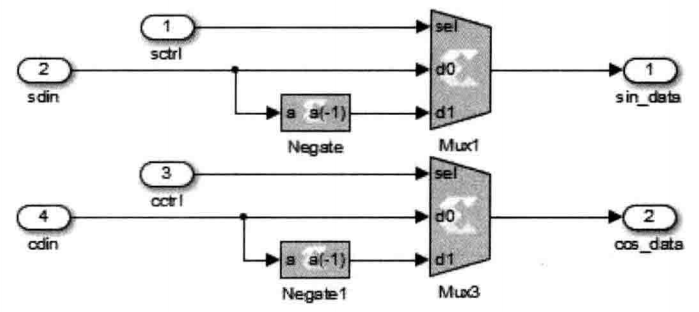 1
sctrl
sel
2
sdin
d0
1
sin_data
a a(-1)
d1
Negate
Mux1
3
cctrl
sel
4
cdin
d0
2
cos_data
a a(-1)
d1
Negate1
Mux3